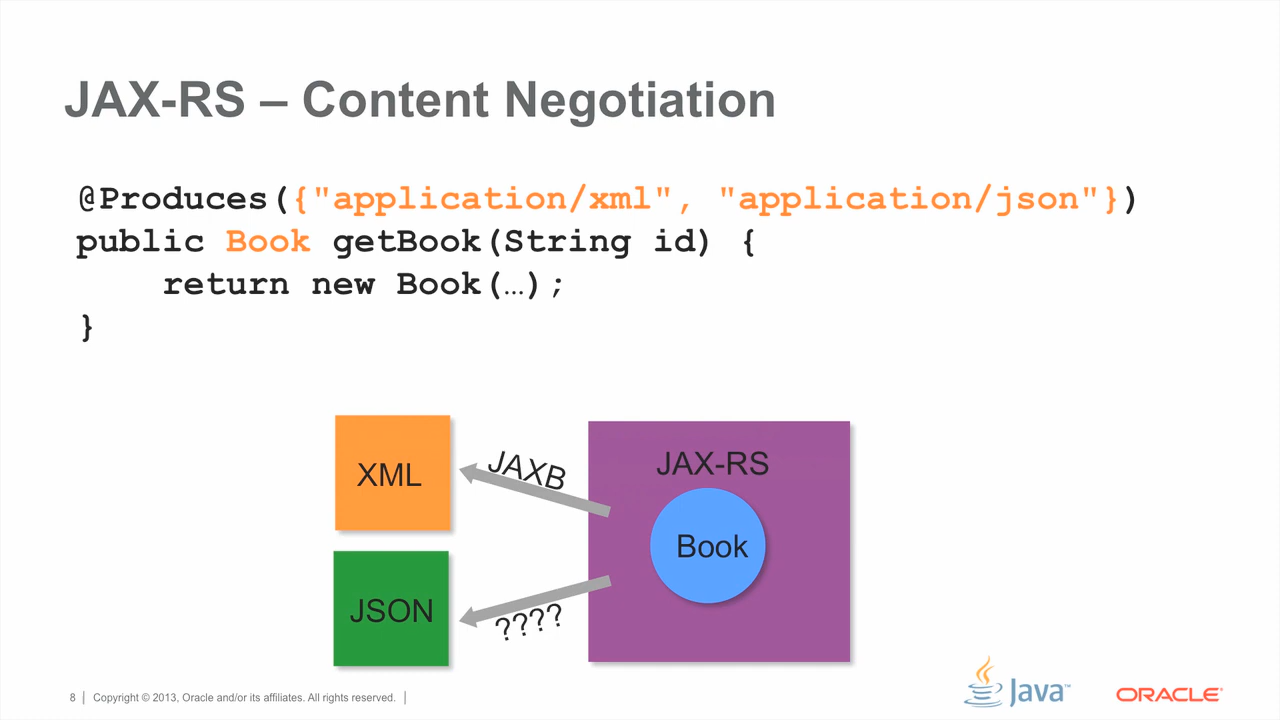 JAX-RS – Content Negotiation
@Produces({"application/xml", "application/json"})
public Book getBook(String id) {
    return new Book(…);
}
XML
JAXB
JAX-RS
Book
JSON
????
8 | Copyright © 2013, Oracle and/or its affiliates. All rights reserved. |
Java™
ORACLE®